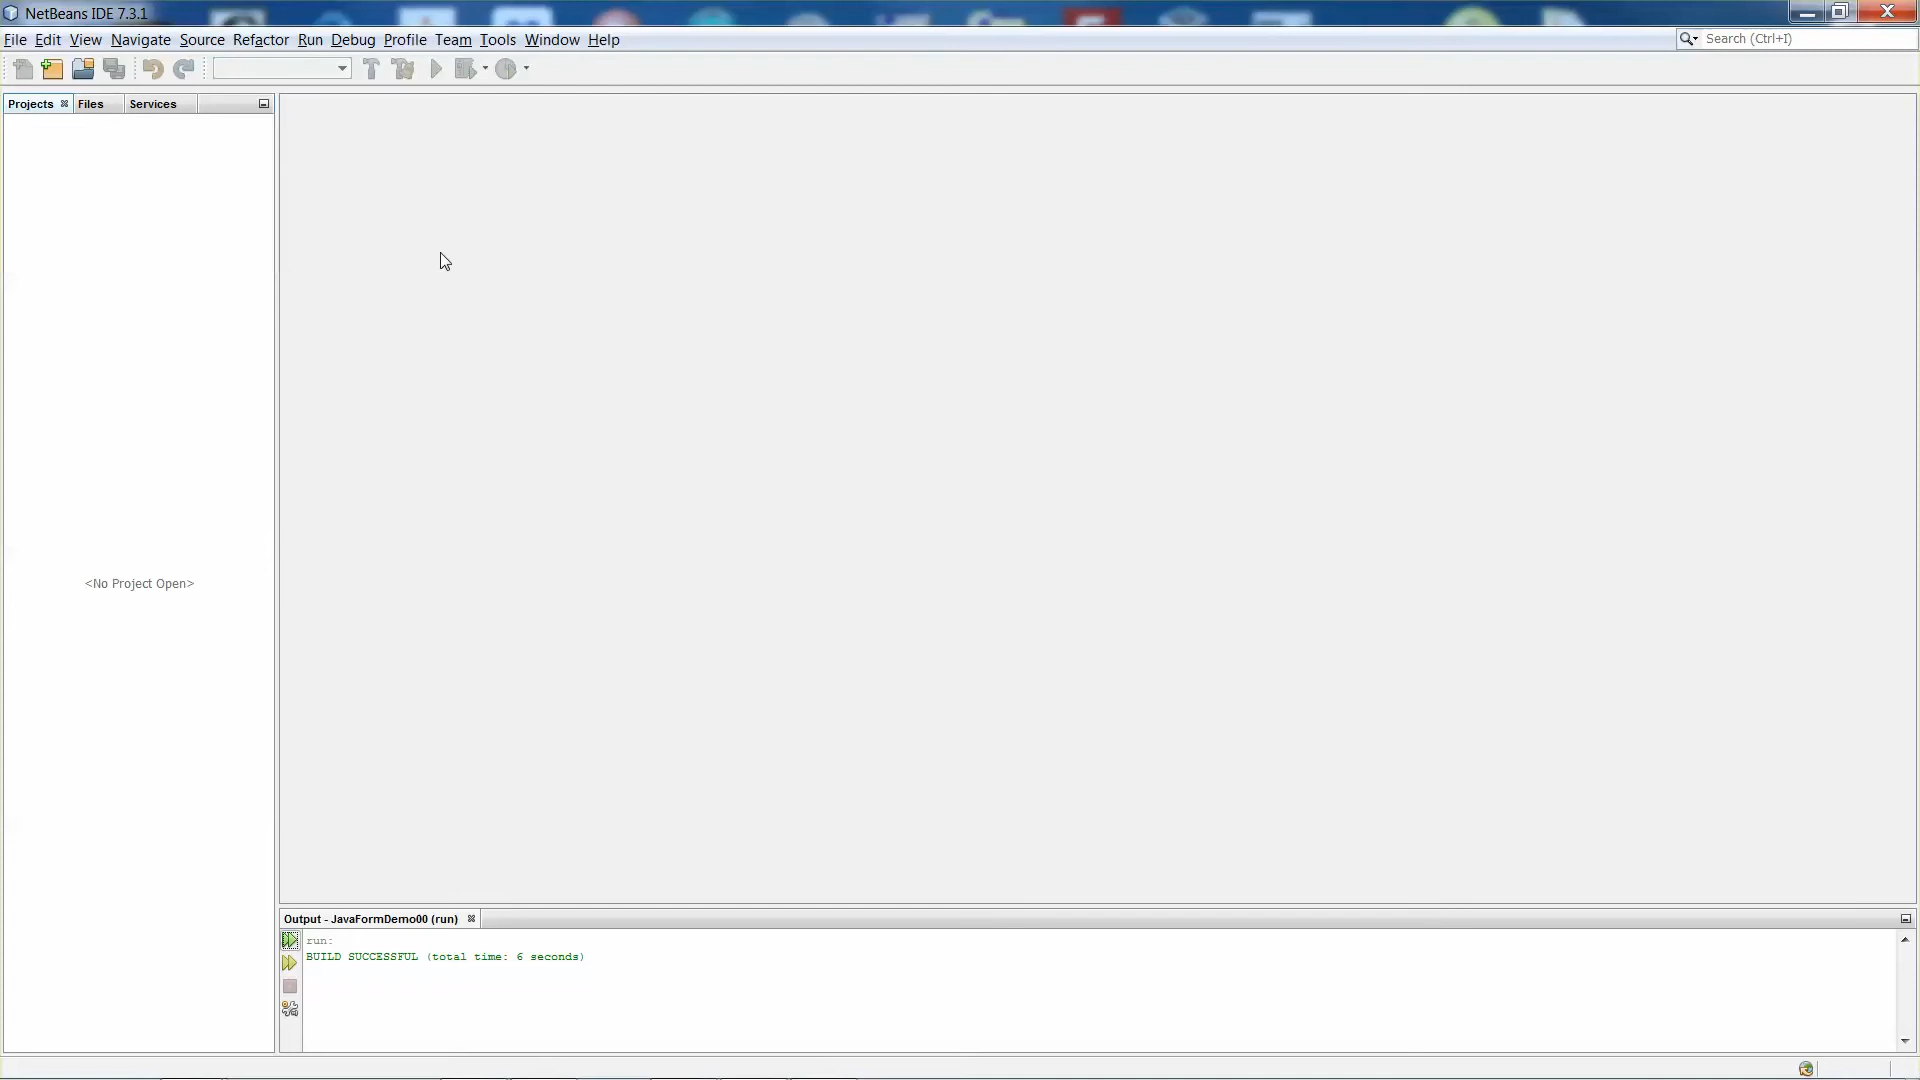 NetBeans IDE 7.3.1
File Edit View Navigate Source Refactor Run Debug Profile Team Tools Window Help
Search (Ctrl+I)
Projects Files Services
<No Project Open>
Output - JavaFormDemo00 (run)
run:
BUILD SUCCESSFUL (total time: 6 seconds)